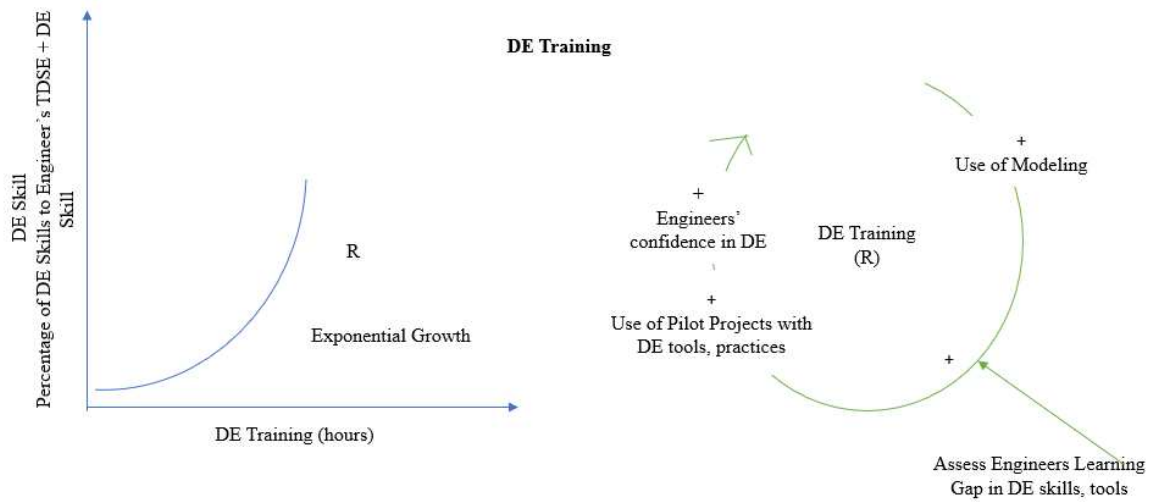 DE Training
DE Skill
Percentage of DE Skills to Engineer's TDSE + DE
Skill
R
Exponential Growth
DE Training (hours)
+
Use of Modeling
+
Engineers'
confidence in DE
DE Training
(R)
+
Use of Pilot Projects with
DE tools, practices
+
Assess Engineers Learning
Gap in DE skills, tools